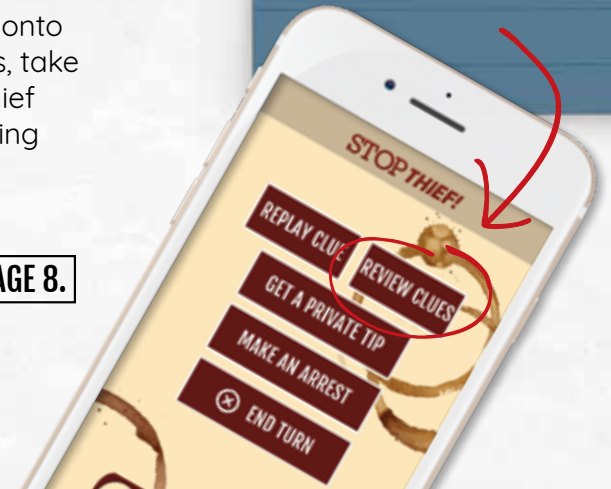 onto
s, take
ief
ing
AGE 8.
STOP THIEF!
REPLAY CLUE
REVIEW CLUES
GET A PRIVATE TIP
MAKE AN ARREST
END TURN